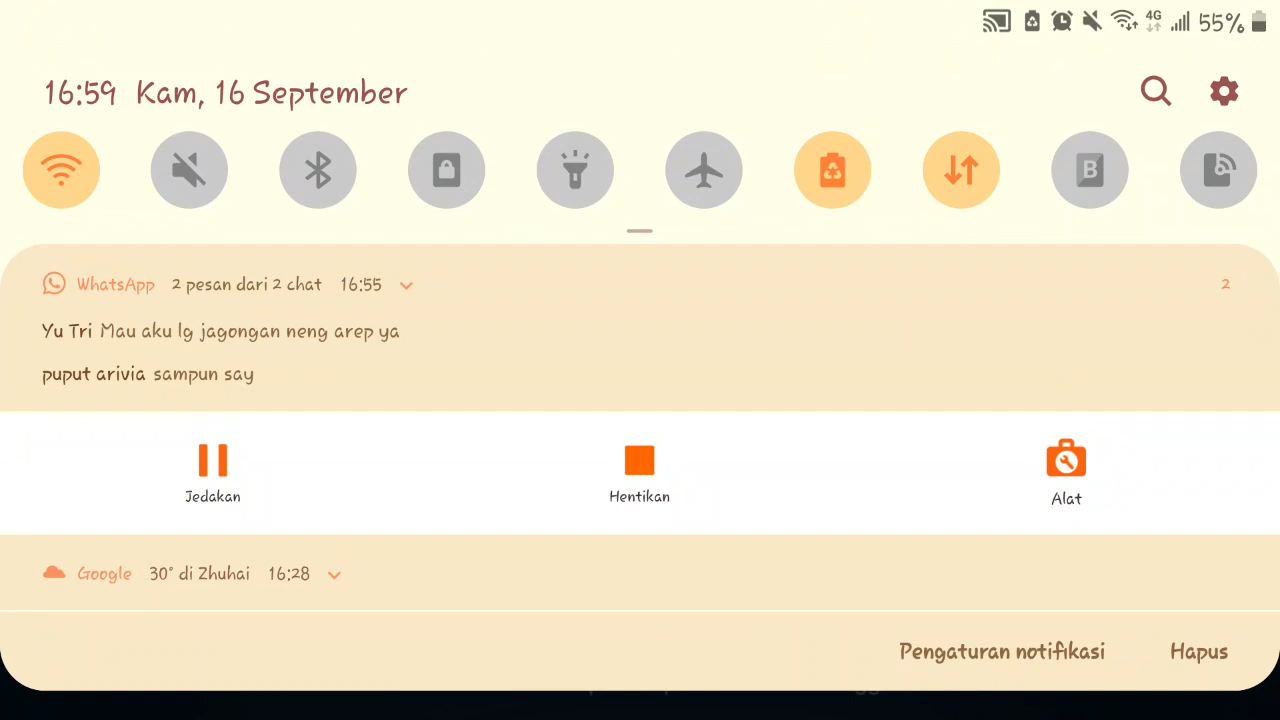 4G 55%
16:59 Kam, 16 September
B
WhatsApp 2 pesan dari 2 chat 16:55 2
Yu Tri Mau aku lg jagongan neng arep ya
puput arivia sampun say
Jedakan Hentikan Alat
Google 30° di Zhuhai 16:28
Pengaturan notifikasi Hapus